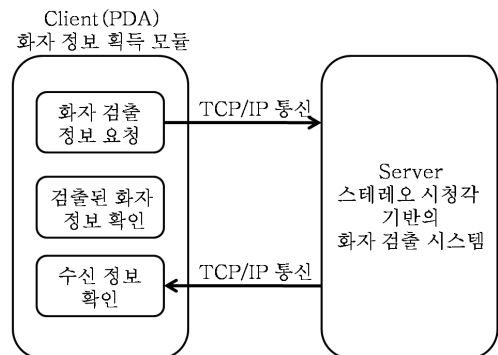 Client(PDA)
화자 정보 획득 모듈
화자 검출
정보 요청
TCP/IP 통신
검출된 화자
정보 확인
수신 정보
확인
TCP/IP 통신
Server
스테레오 시청각
기반의
화자 검출 시스템